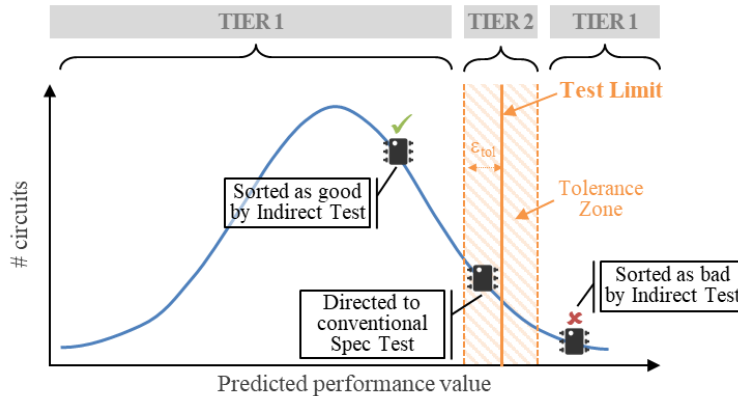 TIER 1
TIER 2
TIER 1
Test Limit
εtol
Tolerance
Zone
Sorted as good
by Indirect Test
Sorted as bad
by Indirect Test
Directed to
conventional
Spec Test
# circuits
Predicted performance value